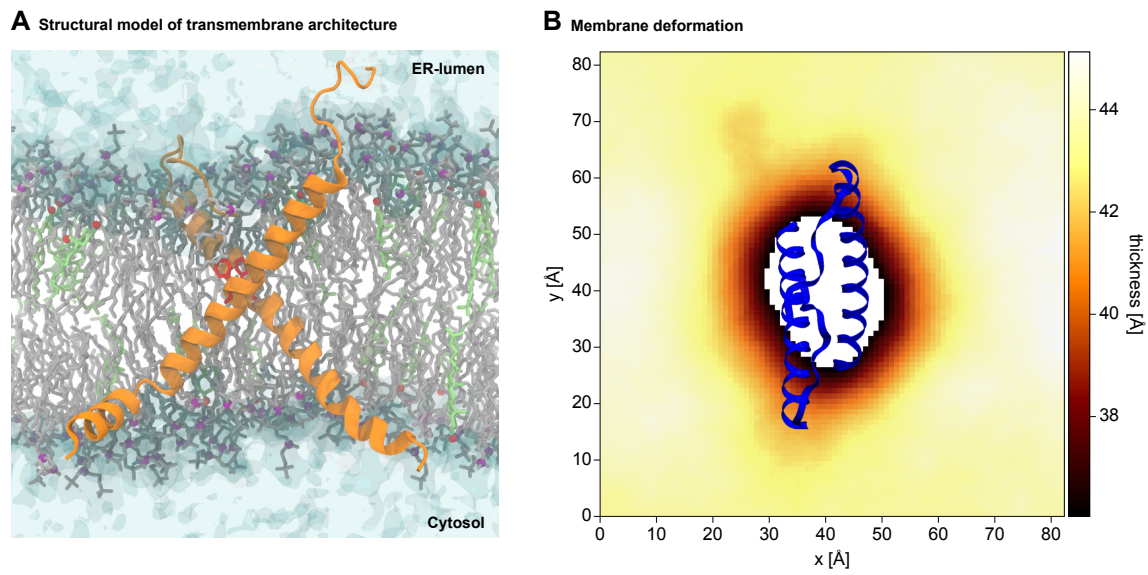 A Structural model of transmembrane architecture
ER-lumen
Cytosol
B Membrane deformation
80
70
60
50
40
30
20
10
0
y [Å]
0 10 20 30 40 50 60 70 80
x [Å]
44
42
40
38
thickness [Å]